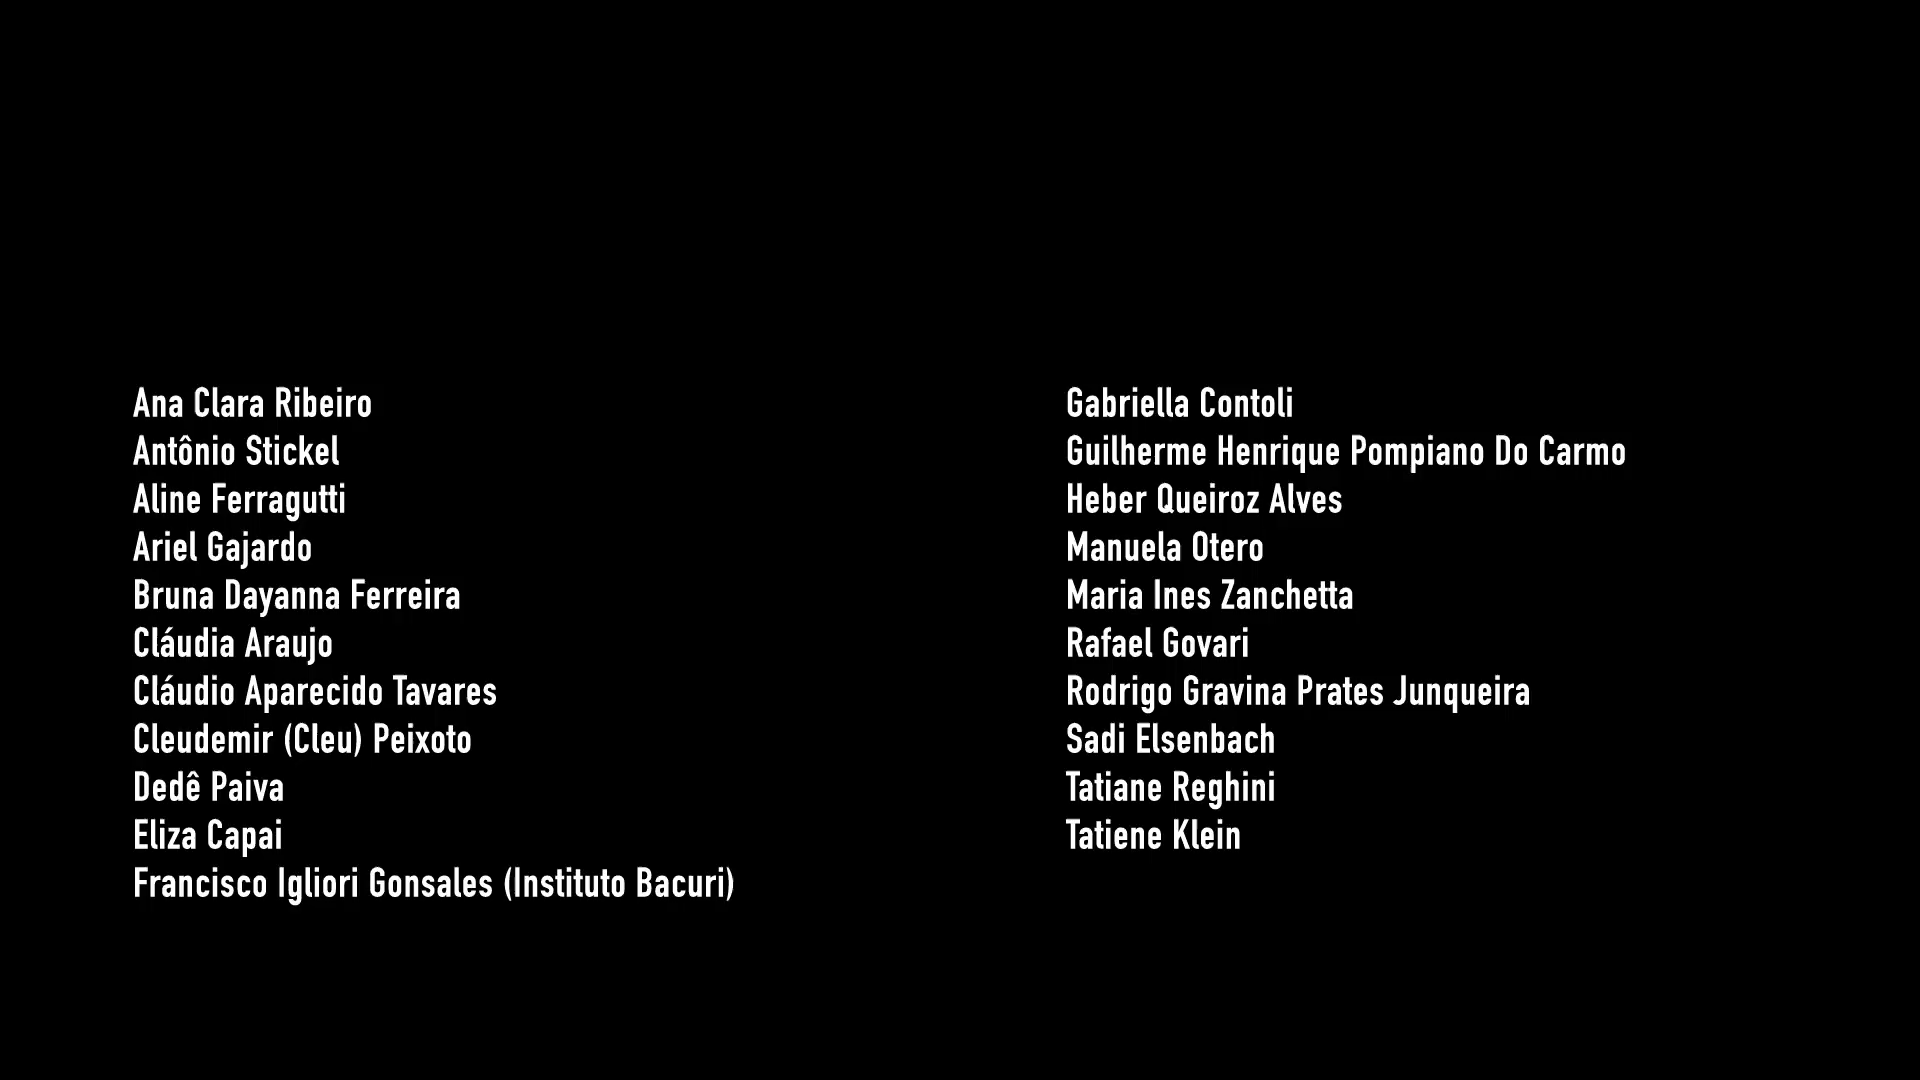 Ana Clara Ribeiro
Antônio Stickel
Aline Ferragutti
Ariel Gajardo
Bruna Dayanna Ferreira
Cláudia Araujo
Cláudio Aparecido Tavares
Cleudemir (Cleu) Peixoto
Dedê Paiva
Eliza Capai
Francisco Igliori Gonsales (Instituto Bacuri)
Gabriella Contoli
Guilherme Henrique Pompiano Do Carmo
Heber Queiroz Alves
Manuela Otero
Maria Ines Zanchetta
Rafael Govari
Rodrigo Gravina Prates Junqueira
Sadi Elsenbach
Tatiane Reghini
Tatiene Klein